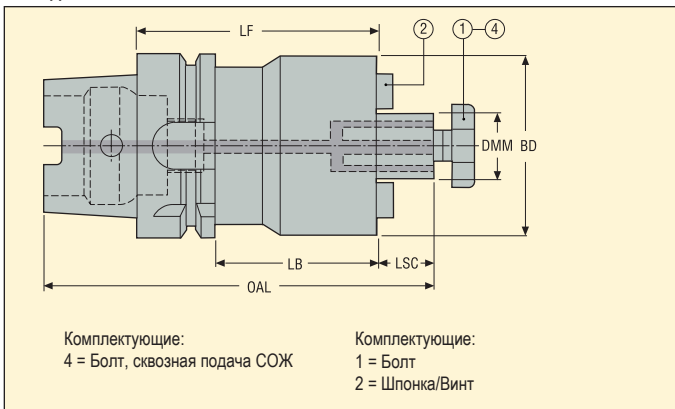 LF
2
1
4
DMM
BD
LB
LSC
OAL
Комплектующие:
4 = Болт, сквозная подача СОЖ
Комплектующие:
1 = Болт
2 = Шпонка/Винт